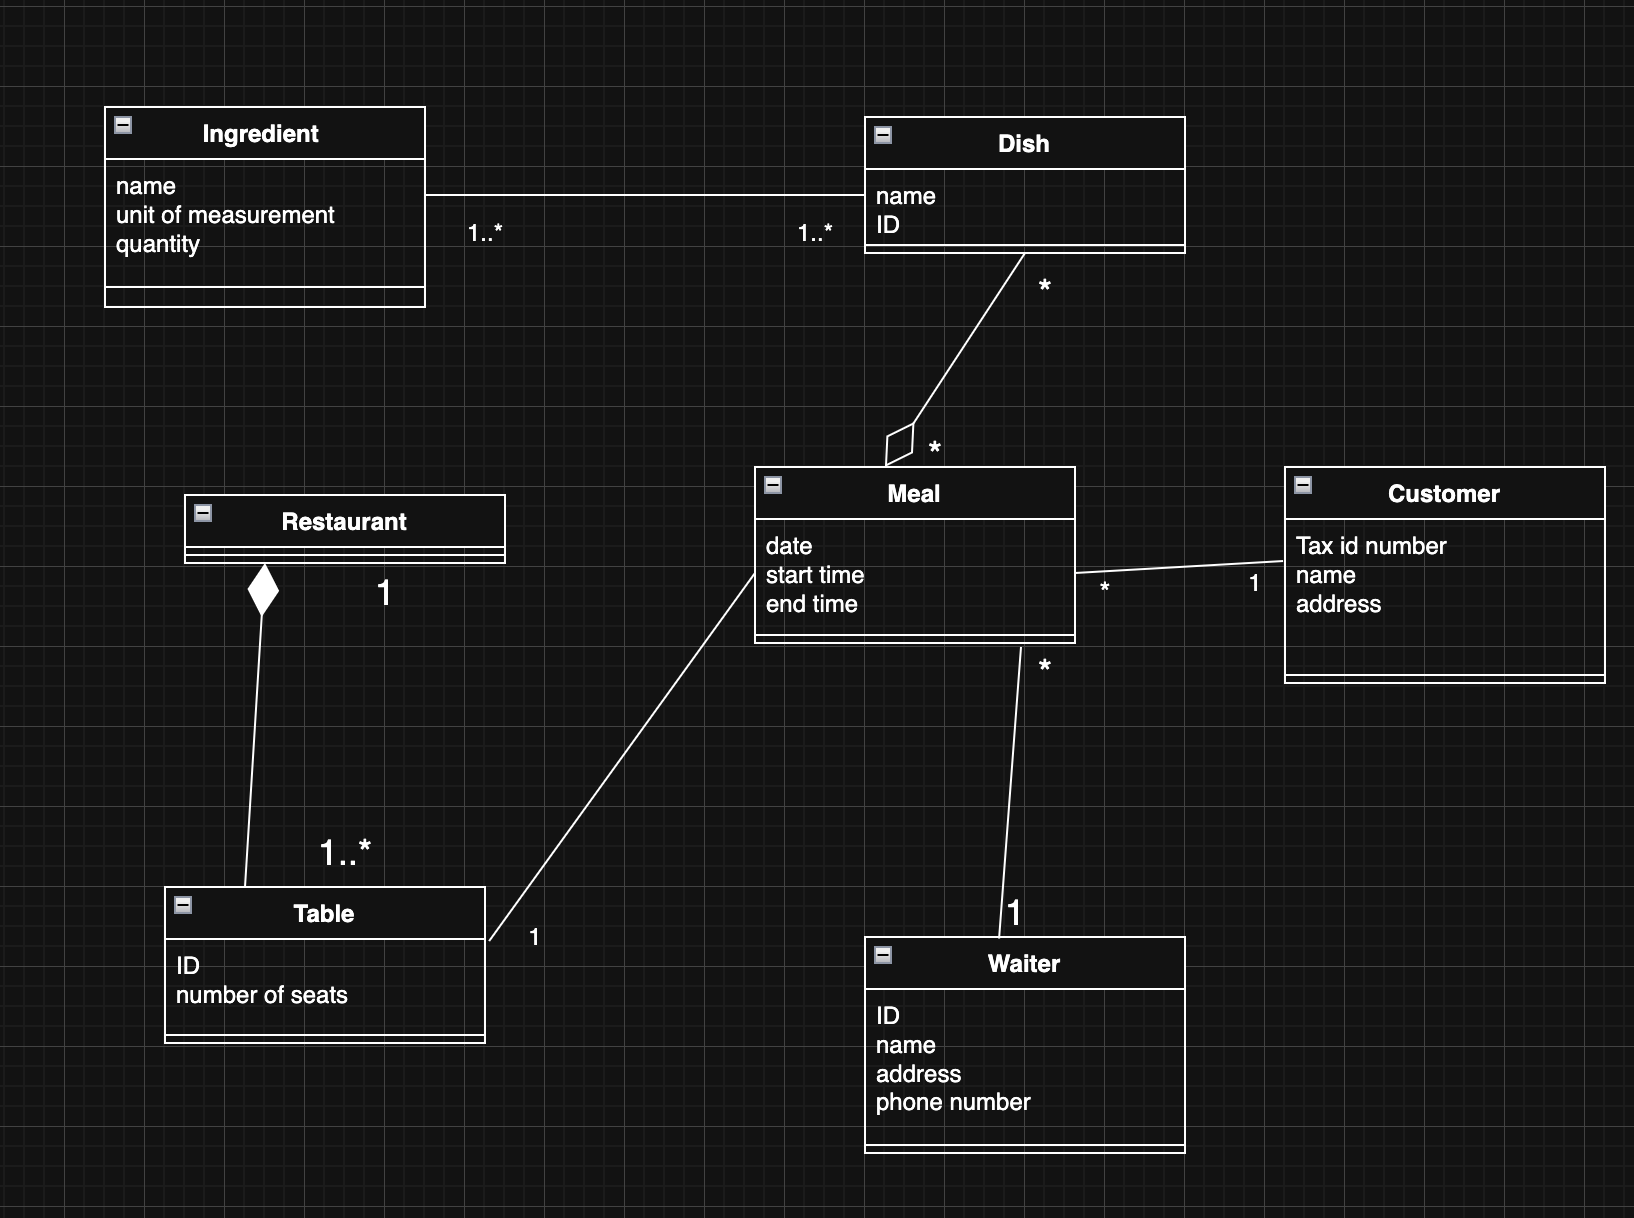 Ingredient
name
unit of measurement
quantity
1..*
1..*
Dish
name
ID
*
*
Restaurant
1
1..*
Meal
date
start time
end time
*
1
Customer
Tax id number
name
address
*
1
Table
ID
number of seats
1
Waiter
ID
name
address
phone number